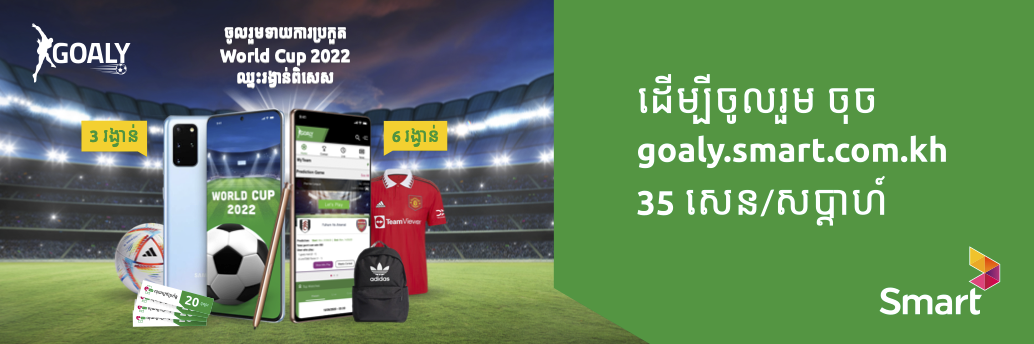 GOALY
ចូលរួមទាយការប្រកួត
World Cup 2022
ឈ្នះរង្វាន់ពិសេស
3 រង្វាន់
6 រង្វាន់
WORLD CUP
2022
TeamViewer
adidas
20
ដើម្បីចូលរួម ចុច
goaly.smart.com.kh
35 សេន/សប្តាហ៍
Smart